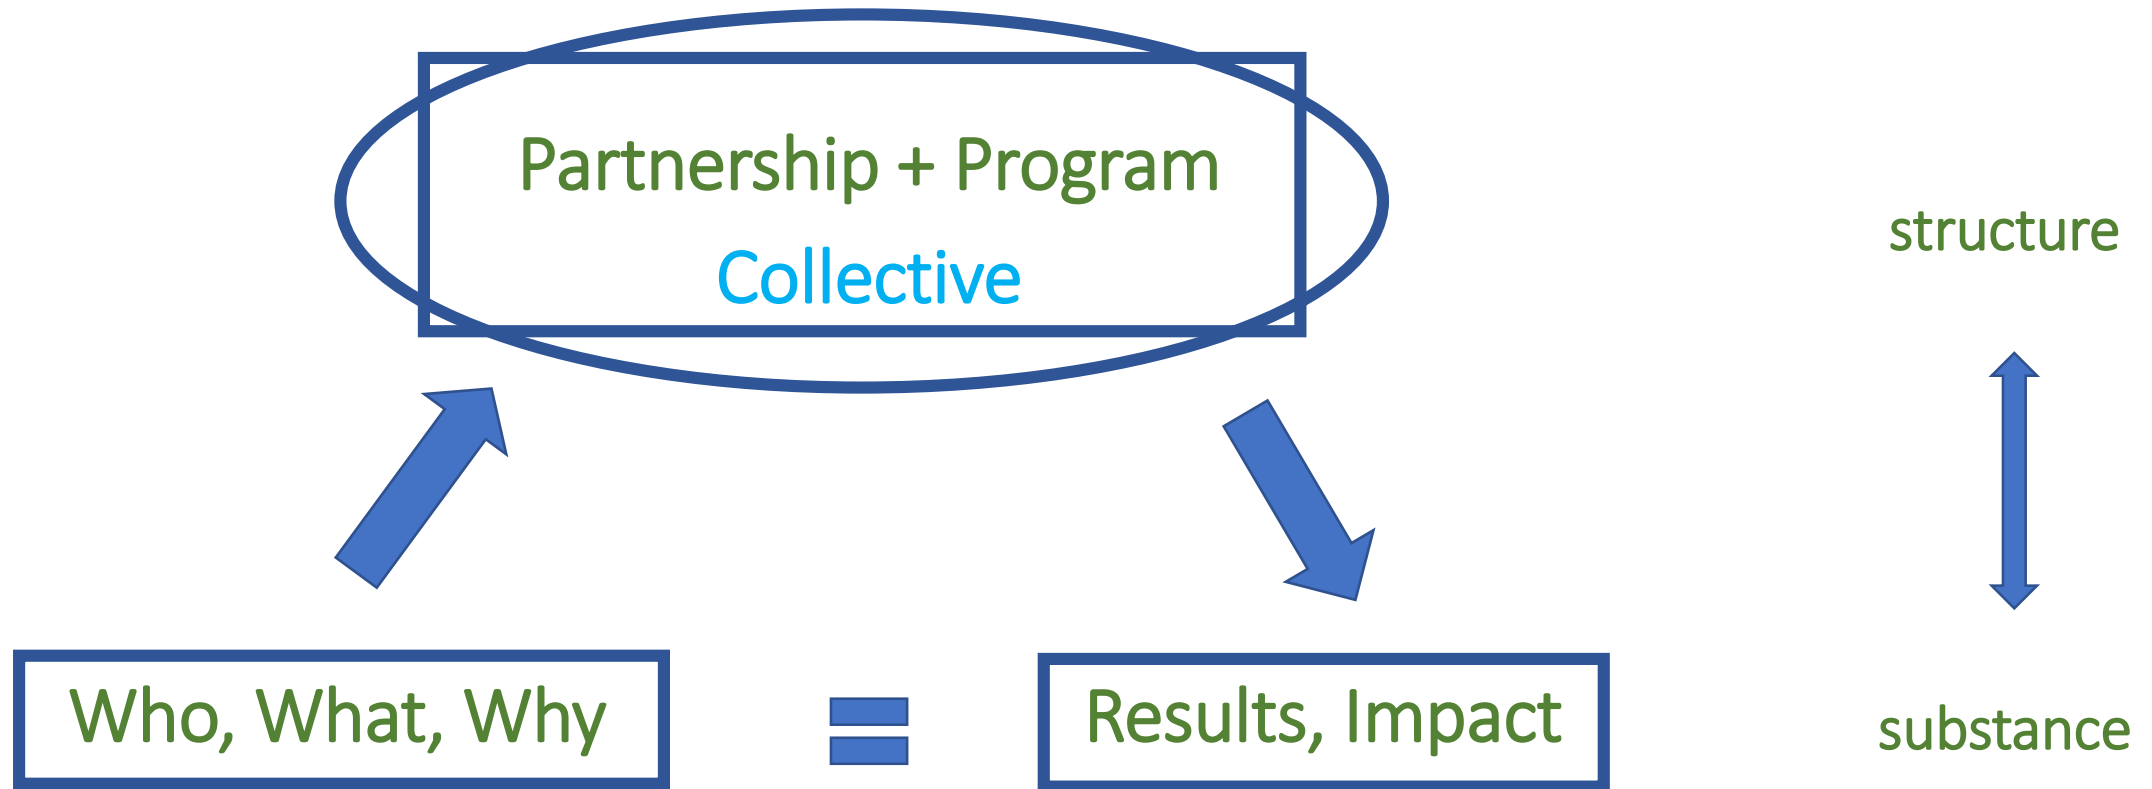 Partnership + Program
Collective
structure
Who, What, Why
=
Results, Impact
substance